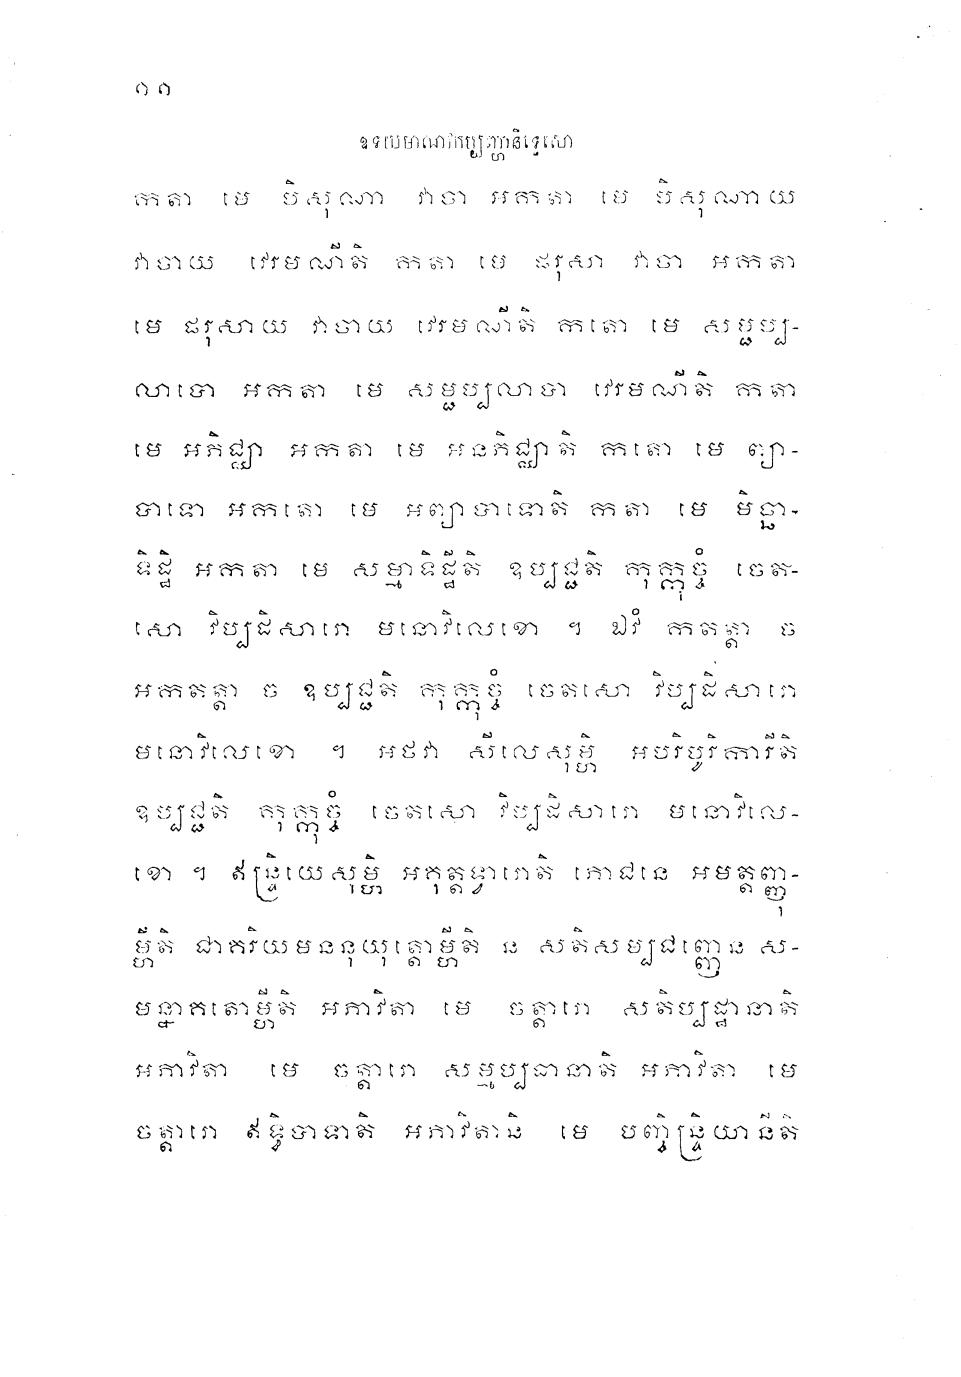 ១១
ឧទយមាណវកប្បញ្ហានិទ្ទេសោ
កតា មេ បិសុណា វាចា អកតា មេ បិសុណាយ
វាចាយ វេរមណីតិ កតា មេ ផរុសា វាចា អកតា
មេ ផរុសាយ វាចាយ វេរមណីតិ កតោ មេ សម្ផប្ប-
លាបោ អកតា មេ សម្ផប្បលាបា វេរមណីតិ កតា
មេ អភិជ្ឈា អកតា មេ អនភិជ្ឈាតិ កតោ មេ ព្យា-
បាទោ អកតោ មេ អព្យាបាទោតិ កតា មេ មិច្ឆា-
ទិដ្ឋិ អកតា មេ សម្មាទិដ្ឋីតិ ឧប្បជ្ជតិ កុក្កុច្ចំ ចេត-
សោ វិប្បដិសារោ មនោវិលេខោ ។ ឯវំ កតត្តា ច
អកតត្តា ច ឧប្បជ្ជតិ កុក្កុច្ចំ ចេតសោ វិប្បដិសារោ
មនោវិលេខោ ។ អថវា សីលេសុម្ហិ អបរិបូរិការីតិ
ឧប្បជ្ជតិ កុក្កុច្ចំ ចេតសោ វិប្បដិសារោ មនោវិលេ-
ខោ ។ ឥន្ទ្រិយេសុម្ហិ អគុត្តទ្វារោតិ ភោជនេ អមត្តញ្ញុ-
ម្ហីតិ ជាគរិយមននុយុត្តោម្ហីតិ ន សតិសម្បជញ្ញេន ស-
មន្នាគតោម្ហីតិ អភាវិតា មេ ចត្តារោ សតិប្បដ្ឋានាតិ
អភាវិតា មេ ចត្តារោ សម្មប្បធានាតិ អភាវិតា មេ
ចត្តារោ ឥទ្ធិបាទាតិ អភាវិតានិ មេ បញ្ចិន្ទ្រិយានីតិ